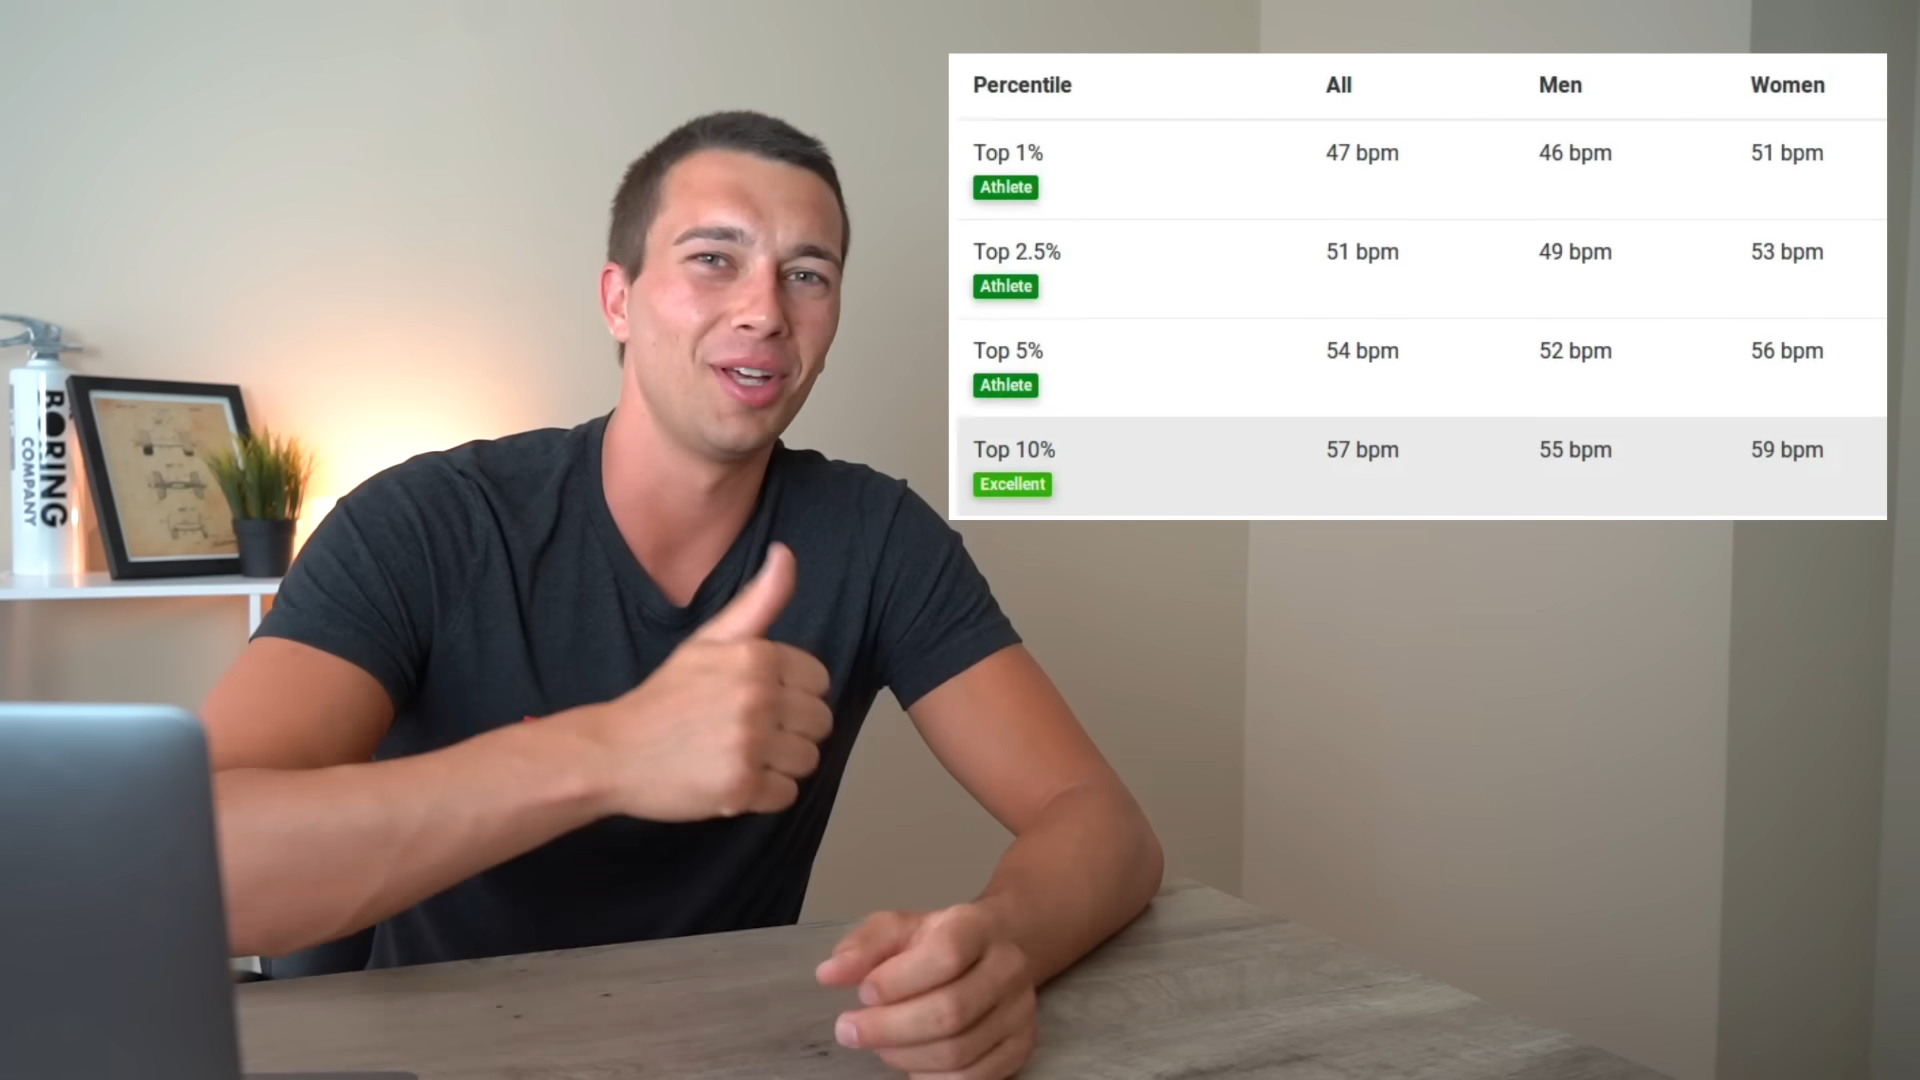 Percentile All Men Women
Top 1% 47 bpm 46 bpm 51 bpm
Athlete
Top 2.5% 51 bpm 49 bpm 53 bpm
Athlete
Top 5% 54 bpm 52 bpm 56 bpm
Athlete
Top 10% 57 bpm 55 bpm 59 bpm
Excellent
BORING
COMPANY